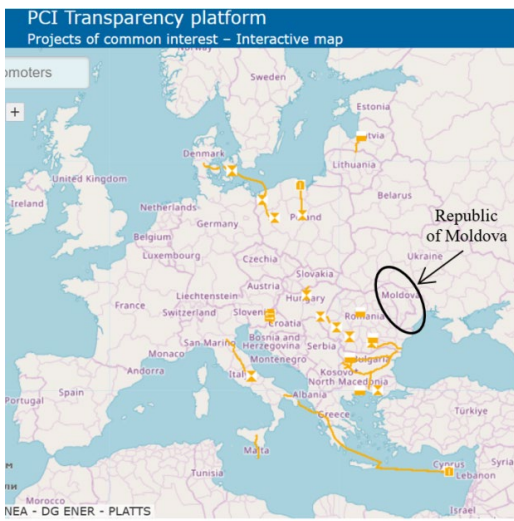 PCI Transparency platform
Projects of common interest – Interactive map
omoters
+
Sweden
Estonia
Latvia
Denmark
Lithuania
United Kingdom
Ireland
Belarus
Netherlands
Poland
Germany
Republic
of Moldova
Belgium
Luxembourg
Czechia
Ukraine
Slovakia
Austria
Moldova
Liechtenstein
Hungary
France
Switzerland
Slovenia
Romania
Croatia
San Marino
Bosnia and
Herzegovina
Serbia
Monaco
Montenegro
Bulgaria
Andorra
Kosovo
Italy
North Macedonia
Spain
Albania
Portugal
Greece
Türkiye
Malta
Tunisia
Cyprus
Syria
Lebanon
Morocco
Israel
NEA - DG ENER - PLATTS